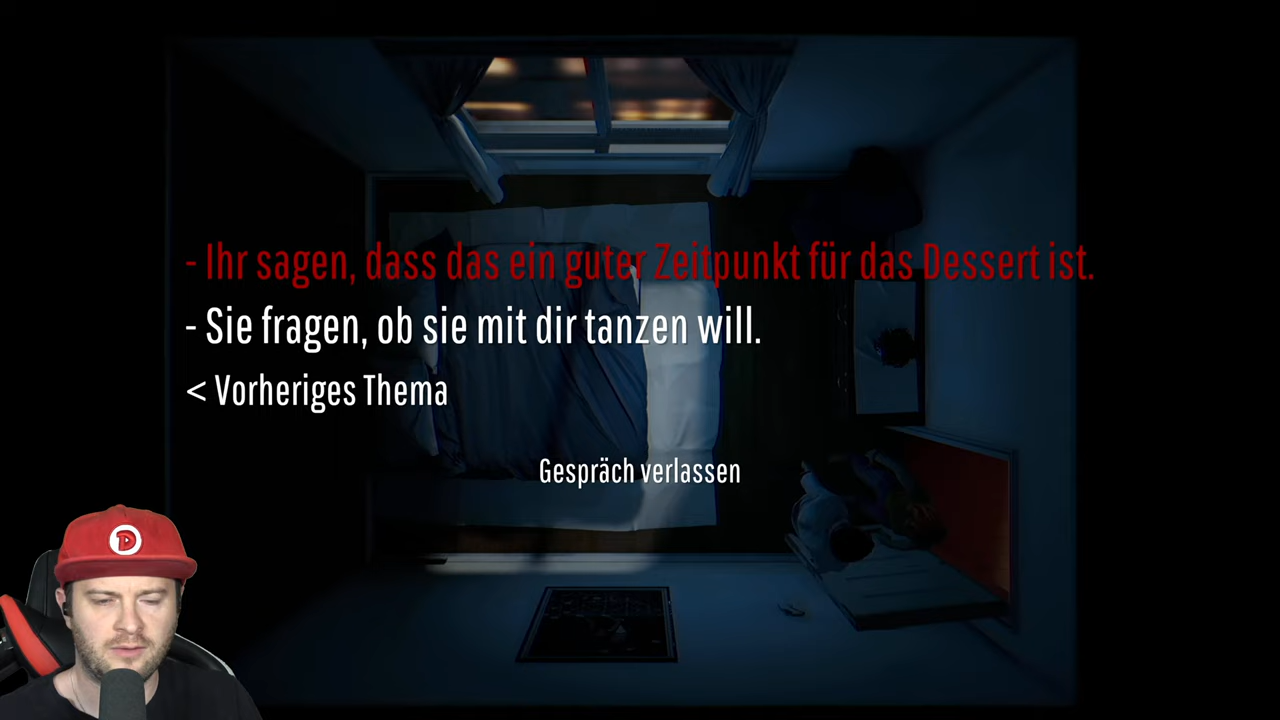 - Ihr sagen, dass das ein guter Zeitpunkt für das Dessert ist.
- Sie fragen, ob sie mit dir tanzen will.
< Vorheriges Thema
Gespräch verlassen
D